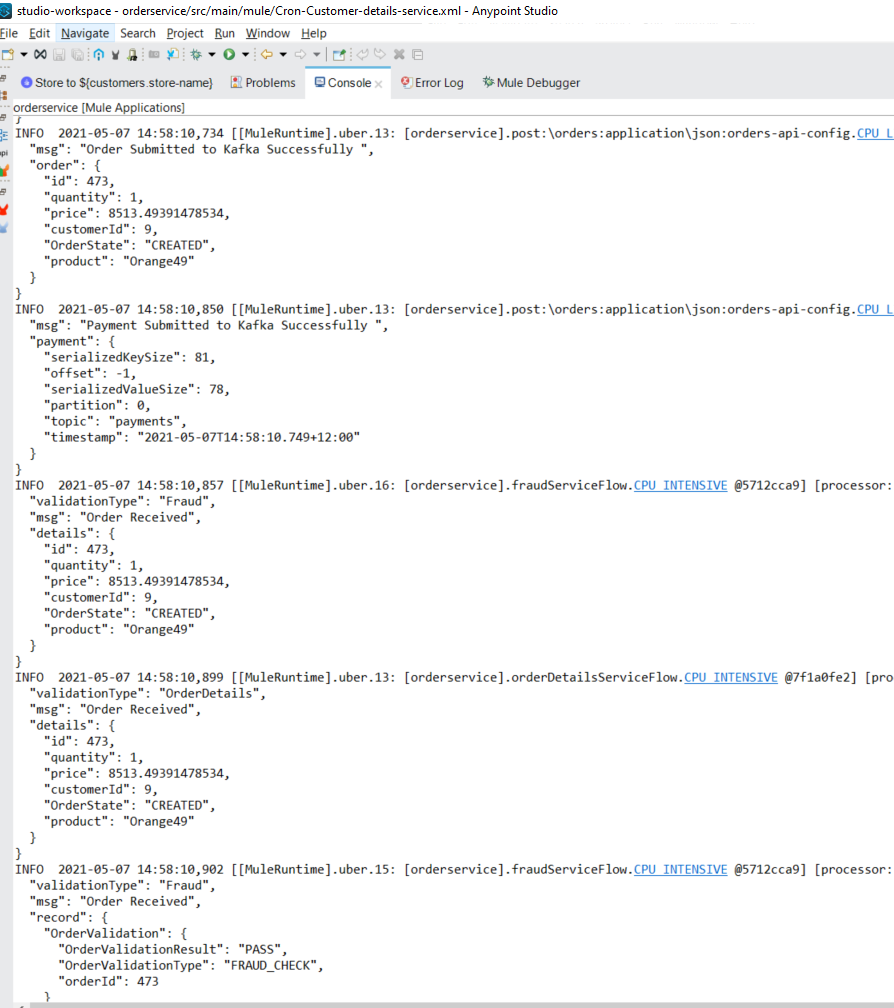 studio-workspace - orderservice/src/main/mule/Cron-Customer-details-service.xml - Anypoint Studio
File Edit Navigate Search Project Run Window Help
Store to ${customers.store-name} Problems Console Error Log Mule Debugger
orderservice [Mule Applications]
}
INFO  2021-05-07 14:58:10,734 [[MuleRuntime].uber.13: [orderservice].post:\orders:application\json:orders-api-config.CPU_L
  "msg": "Order Submitted to Kafka Successfully ",
  "order": {
    "id": 473,
    "quantity": 1,
    "price": 8513.49391478534,
    "customerId": 9,
    "OrderState": "CREATED",
    "product": "Orange49"
  }
}
INFO  2021-05-07 14:58:10,850 [[MuleRuntime].uber.13: [orderservice].post:\orders:application\json:orders-api-config.CPU_L
  "msg": "Payment Submitted to Kafka Successfully ",
  "payment": {
    "serializedKeySize": 81,
    "offset": -1,
    "serializedValueSize": 78,
    "partition": 0,
    "topic": "payments",
    "timestamp": "2021-05-07T14:58:10.749+12:00"
  }
}
INFO  2021-05-07 14:58:10,857 [[MuleRuntime].uber.16: [orderservice].fraudServiceFlow.CPU_INTENSIVE @5712cca9] [processor:
  "validationType": "Fraud",
  "msg": "Order Received",
  "details": {
    "id": 473,
    "quantity": 1,
    "price": 8513.49391478534,
    "customerId": 9,
    "OrderState": "CREATED",
    "product": "Orange49"
  }
}
INFO  2021-05-07 14:58:10,899 [[MuleRuntime].uber.13: [orderservice].orderDetailsServiceFlow.CPU_INTENSIVE @7f1a0fe2] [pro
  "validationType": "OrderDetails",
  "msg": "Order Received",
  "details": {
    "id": 473,
    "quantity": 1,
    "price": 8513.49391478534,
    "customerId": 9,
    "OrderState": "CREATED",
    "product": "Orange49"
  }
}
INFO  2021-05-07 14:58:10,902 [[MuleRuntime].uber.15: [orderservice].fraudServiceFlow.CPU_INTENSIVE @5712cca9] [processor:
  "validationType": "Fraud",
  "msg": "Order Received",
  "record": {
    "OrderValidation": {
      "OrderValidationResult": "PASS",
      "OrderValidationType": "FRAUD_CHECK",
      "orderId": 473
    }